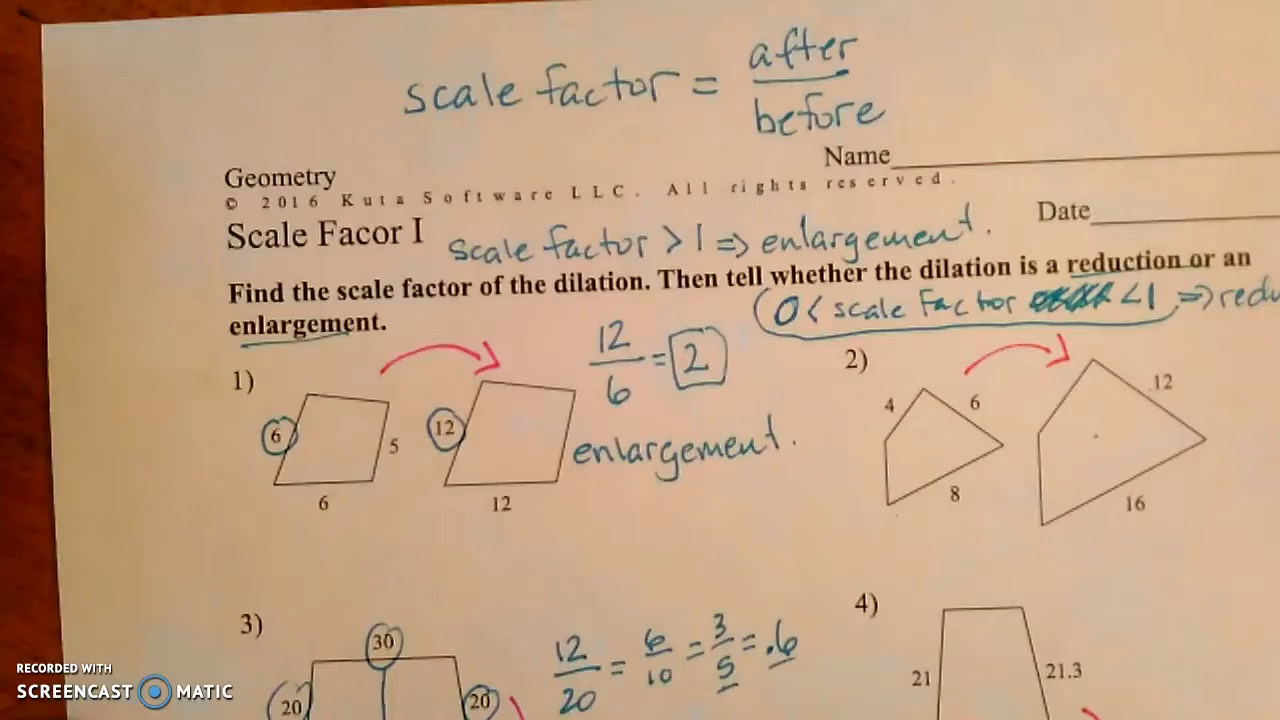 scale factor = after
before
Geometry
Name
© 2016 Kuta Software LLC. All rights reserved.
Scale Facor I
Date
scale factor > 1 => enlargement.
Find the scale factor of the dilation. Then tell whether the dilation is a reduction or an
enlargement.
0 < scale factor < 1 => redu
1)
6
5
6
12
12
12
6
= 2
enlargement.
2)
4
6
8
12
16
3)
30
20
20
12/20 = 6/10 = 3/5 = .6
4)
21
21.3
RECORDED WITH
SCREENCAST MATIC